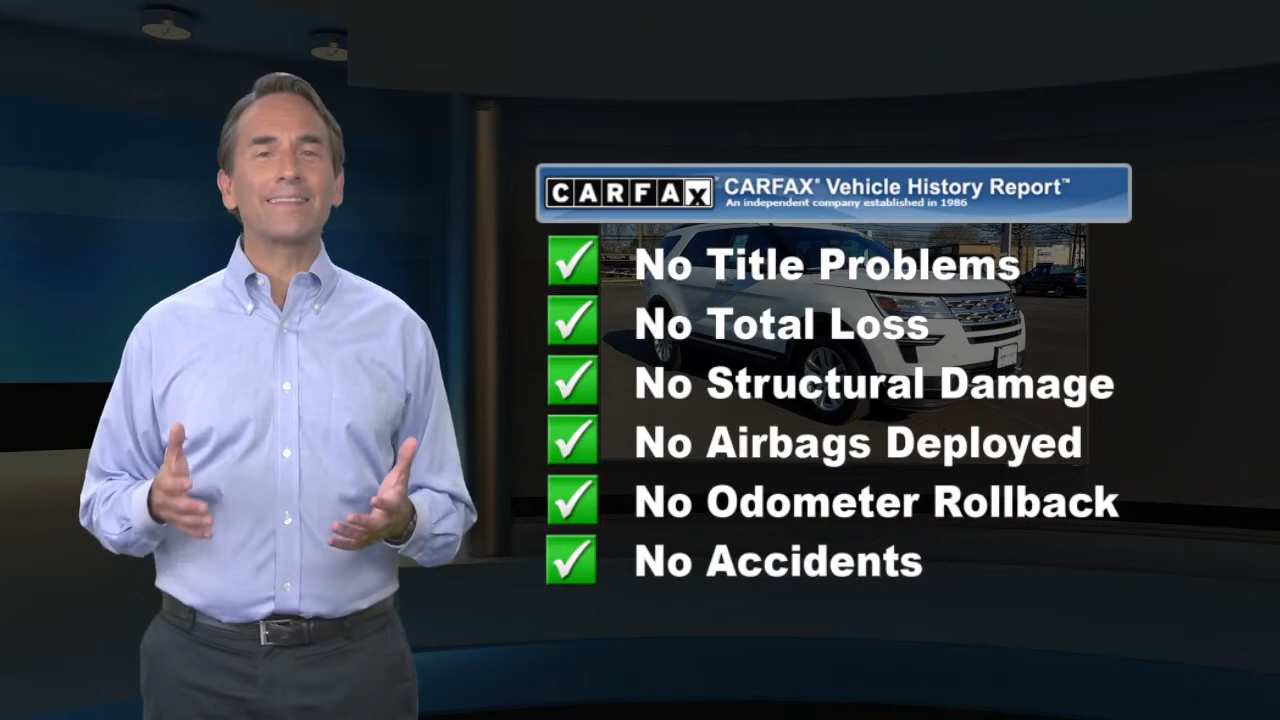 CARFAX® CARFAX® Vehicle History Report™
An independent company established in 1986
No Title Problems
No Total Loss
No Structural Damage
No Airbags Deployed
No Odometer Rollback
No Accidents